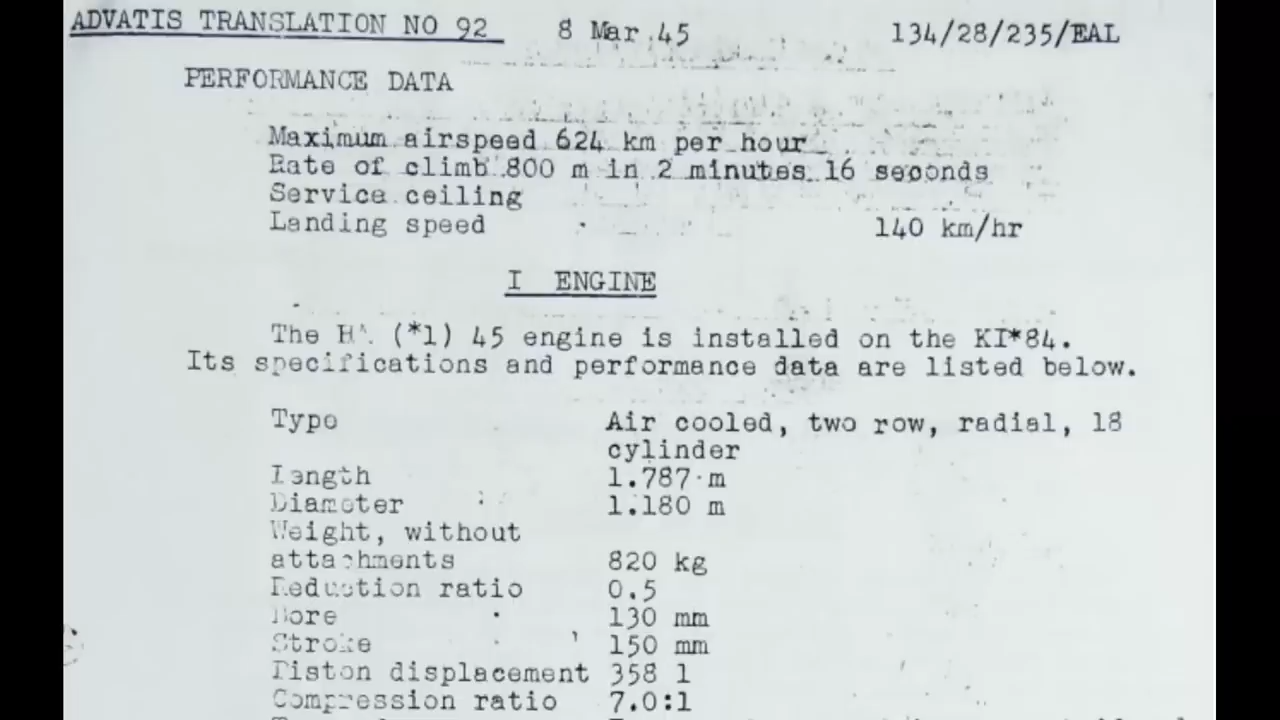 ADVATIS TRANSLATION NO 92 8 Mar 45 134/28/235/EAL
PERFORMANCE DATA
Maximum airspeed 624 km per hour
Rate of climb 800 m in 2 minutes 16 seconds
Service ceiling
Landing speed 140 km/hr
I ENGINE
The HA (*1) 45 engine is installed on the KI*84.
Its specifications and performance data are listed below.
Type Air cooled, two row, radial, 18
cylinder
Length 1.787 m
Diameter 1.180 m
Weight, without
attachments 820 kg
Reduction ratio 0.5
Bore 130 mm
Stroke 150 mm
Piston displacement 358 l
Compression ratio 7.0:1